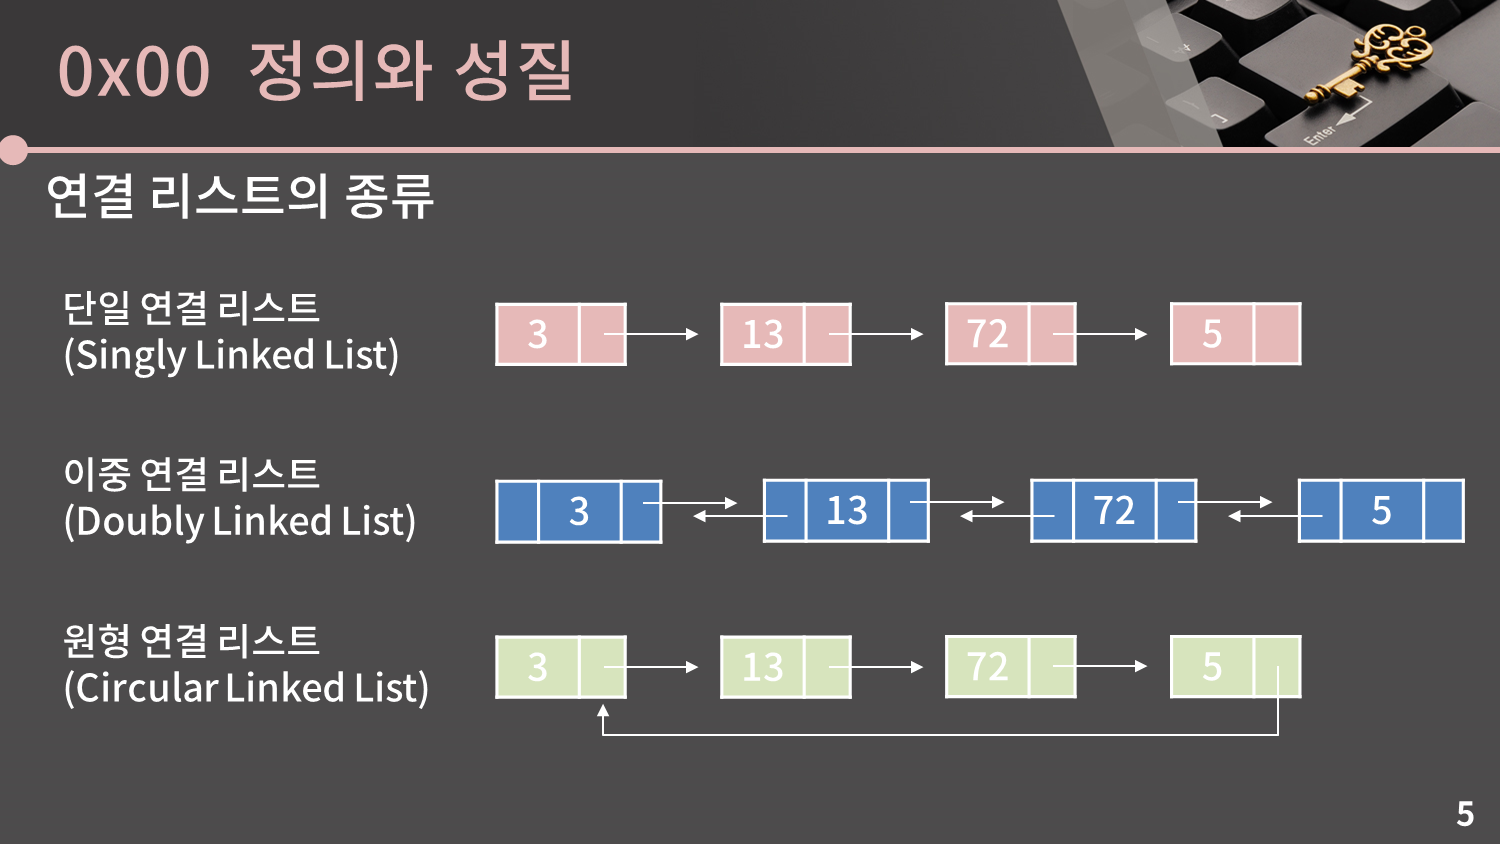 0x00 정의와 성질
Enter
연결 리스트의 종류
단일 연결 리스트
(Singly Linked List)
3 13 72 5
이중 연결 리스트
(Doubly Linked List)
3 13 72 5
원형 연결 리스트
(Circular Linked List)
3 13 72 5
5